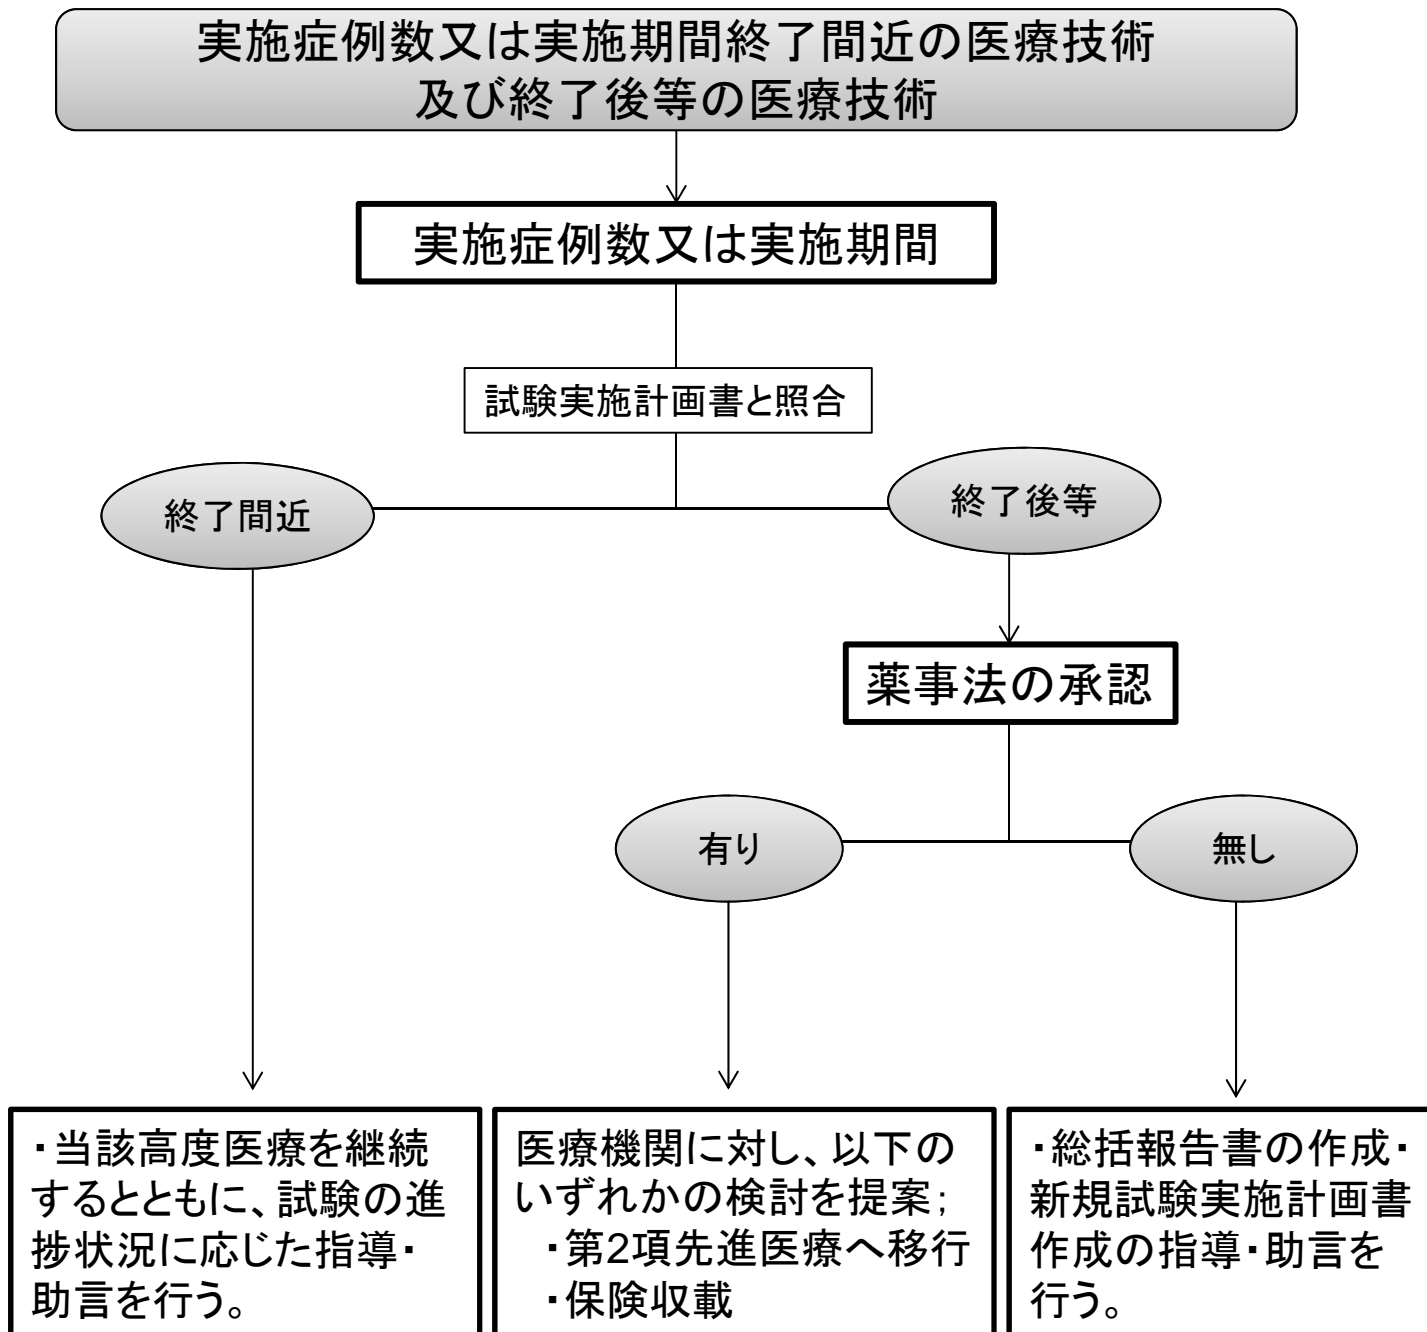 実施症例数又は実施期間終了間近の医療技術
及び終了後等の医療技術
実施症例数又は実施期間
試験実施計画書と照合
終了間近
終了後等
薬事法の承認
有り
無し
・当該高度医療を継続
するとともに、試験の進
捗状況に応じた指導・
助言を行う。
医療機関に対し、以下の
いずれかの検討を提案；
・第2項先進医療へ移行
・保険収載
・総括報告書の作成・
新規試験実施計画書
作成の指導・助言を
行う。